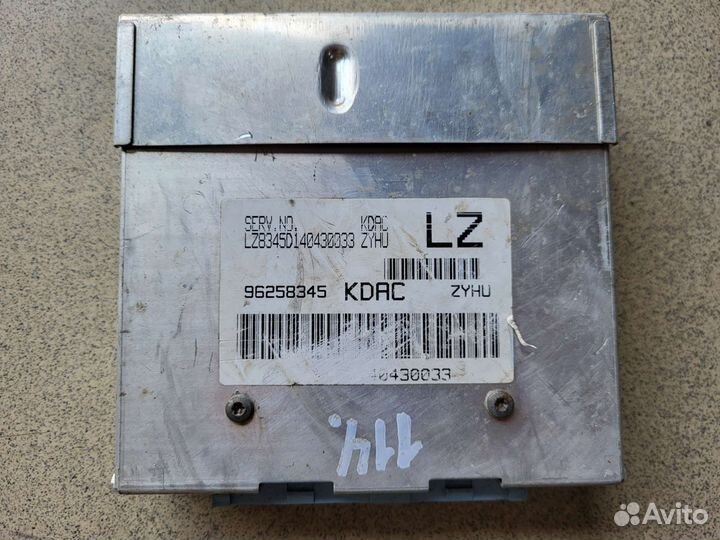 SERV.NO. KDAC LZ
LZ8345D140430033 ZYHU
96258345 KDAC ZYHU
40430033
114.
Avito